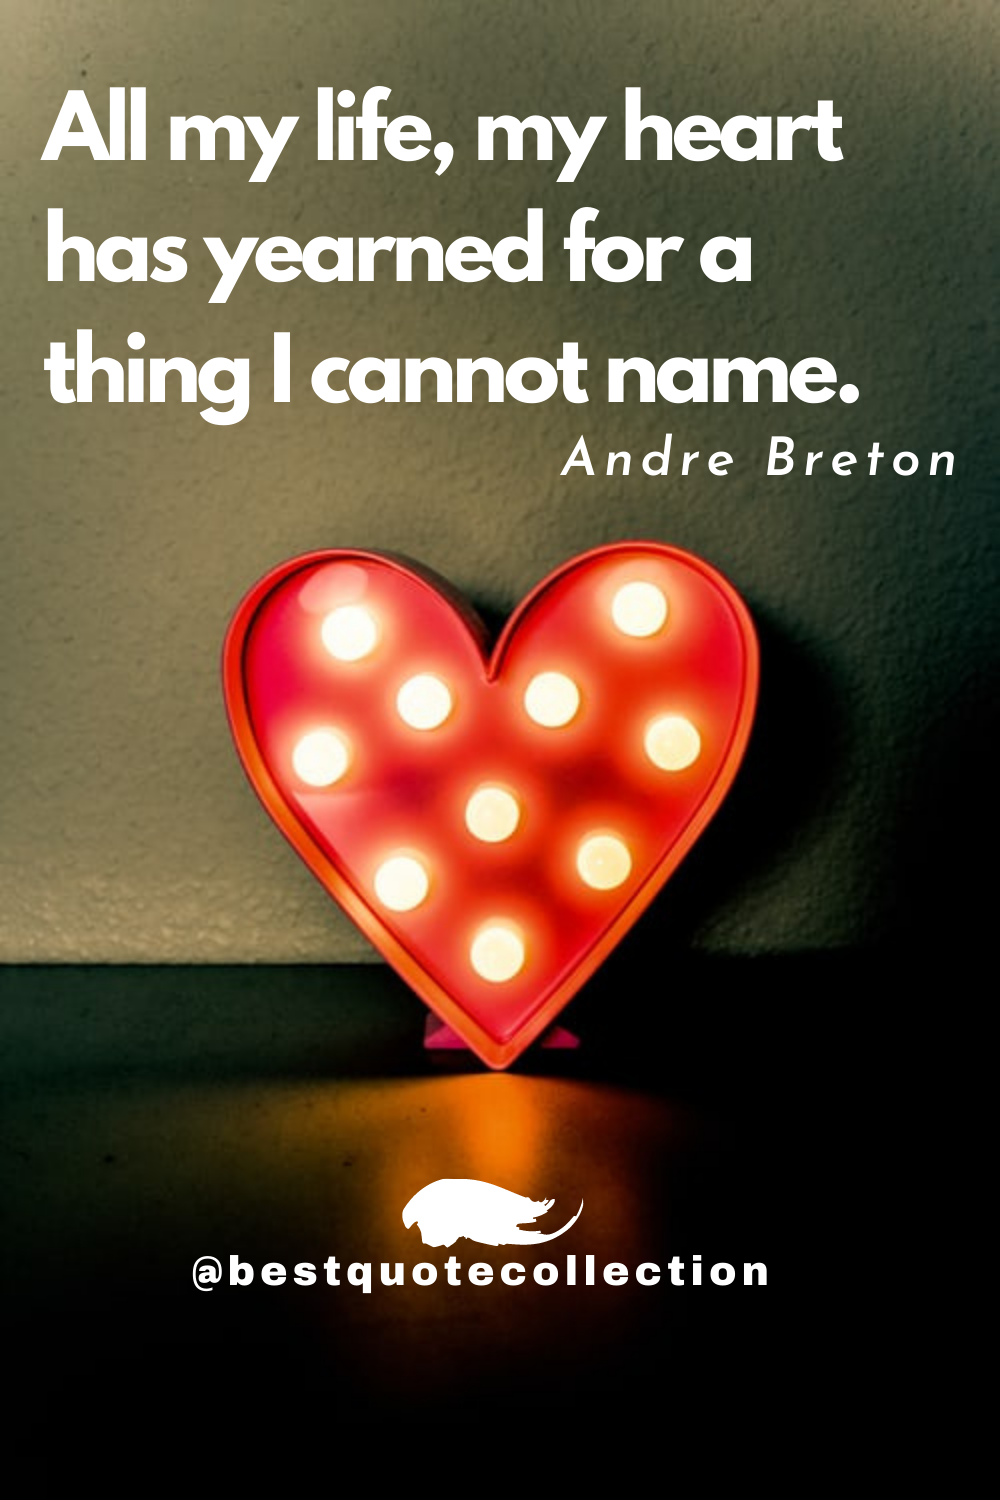 All my life, my heart
has yearned for a
thing I cannot name.
Andre Breton
@bestquotecollection